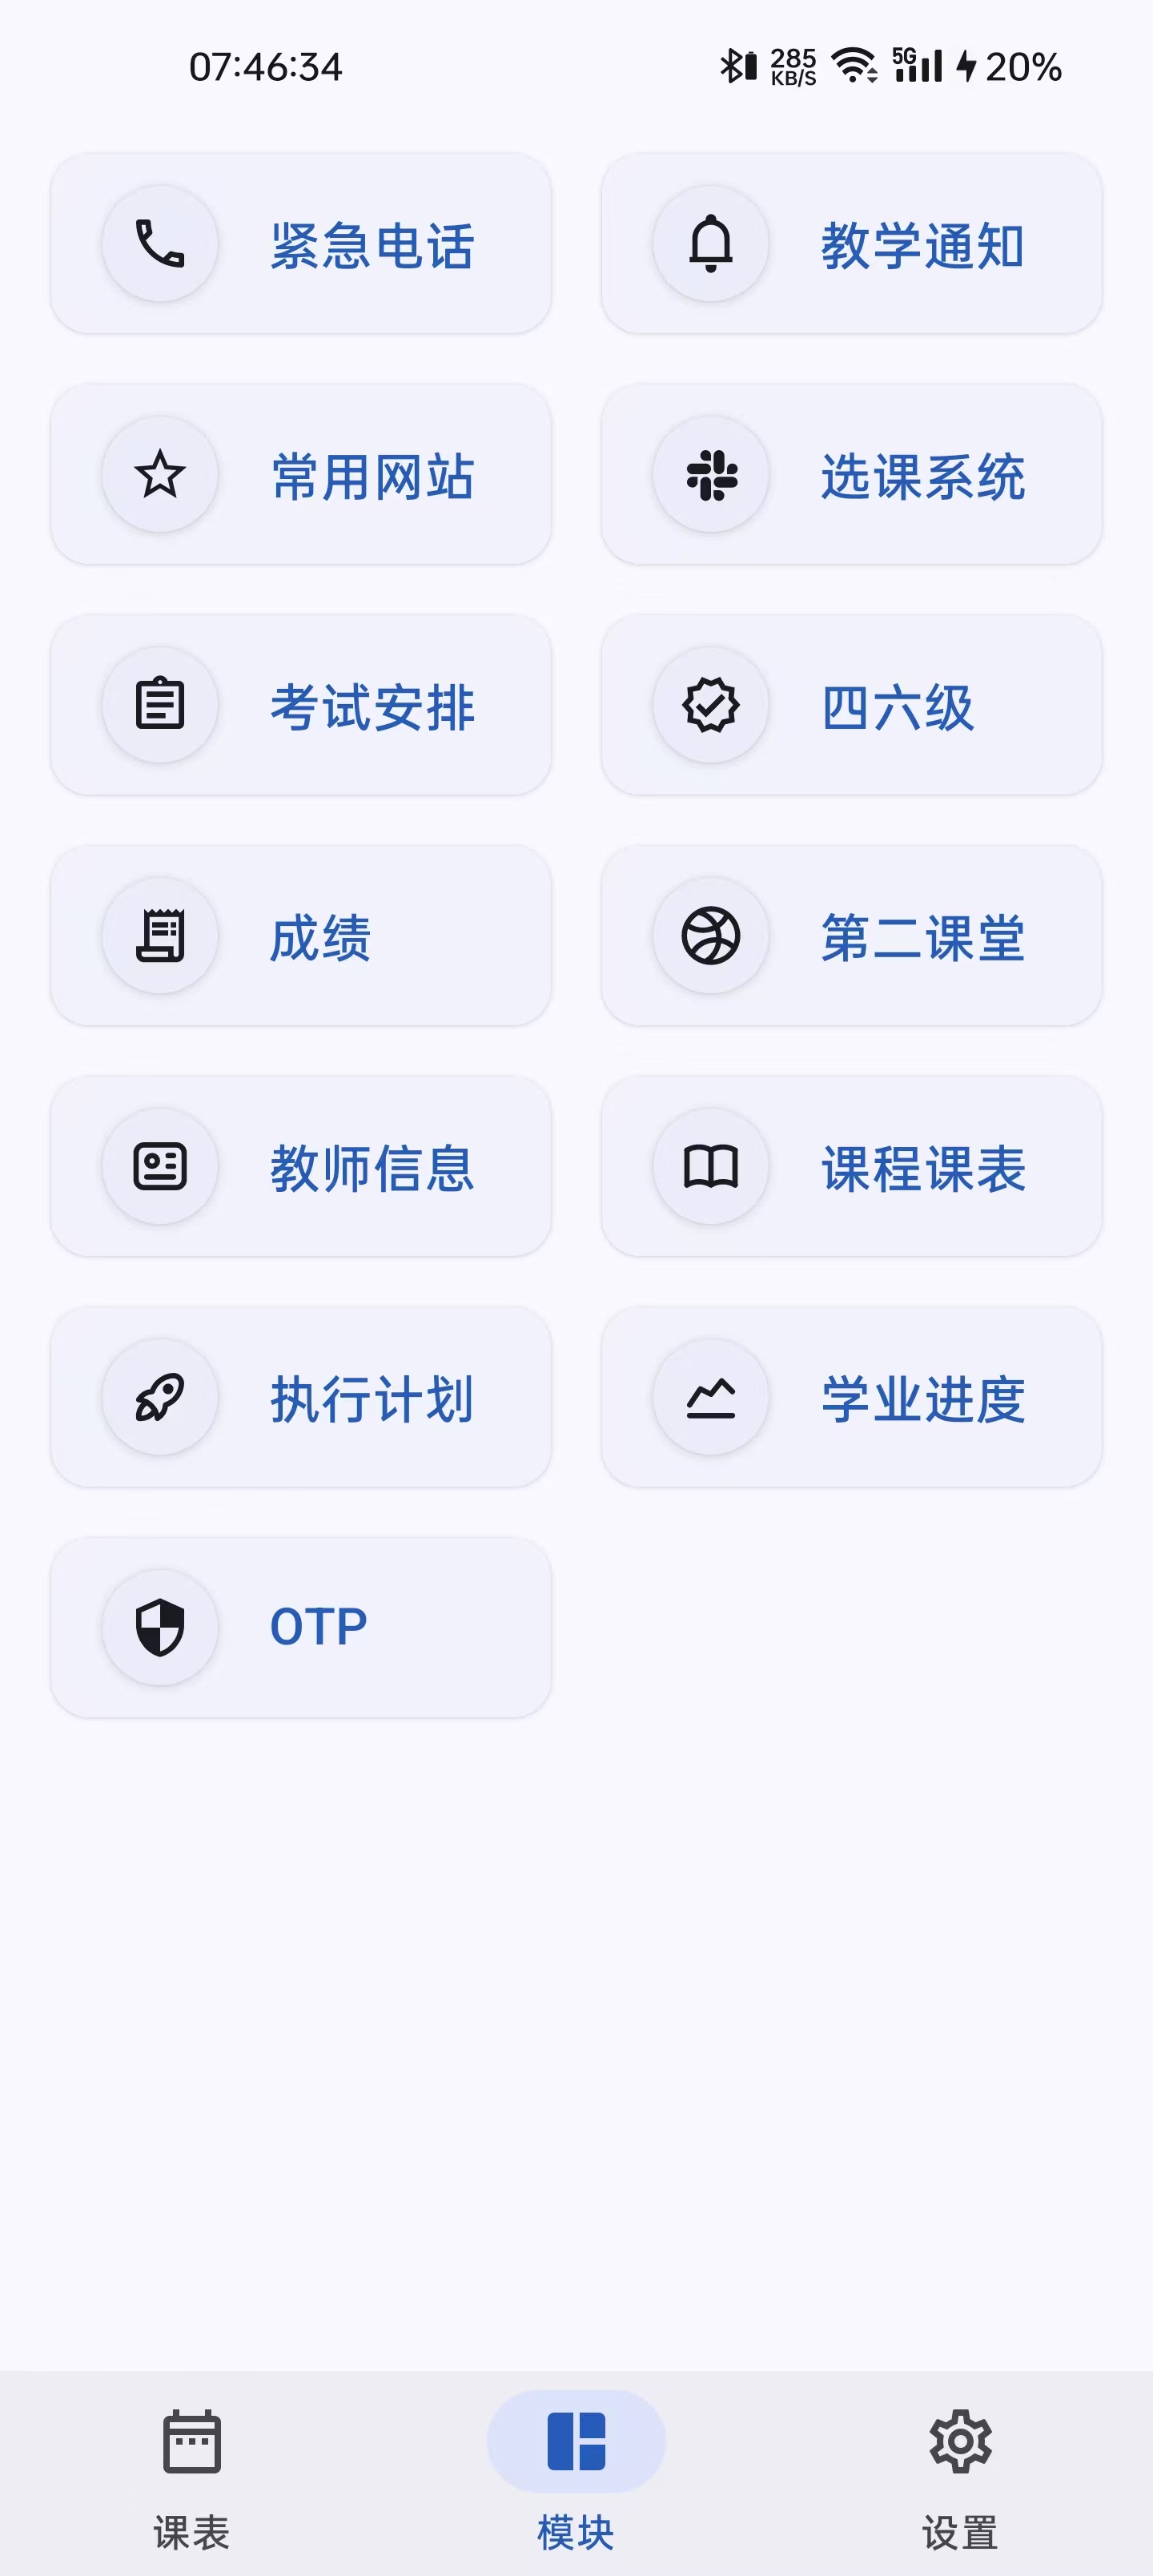 07:46:34 285 KB/S 5G 20%
紧急电话 教学通知
常用网站 选课系统
考试安排 四六级
成绩 第二课堂
教师信息 课程课表
执行计划 学业进度
OTP
课表 模块 设置